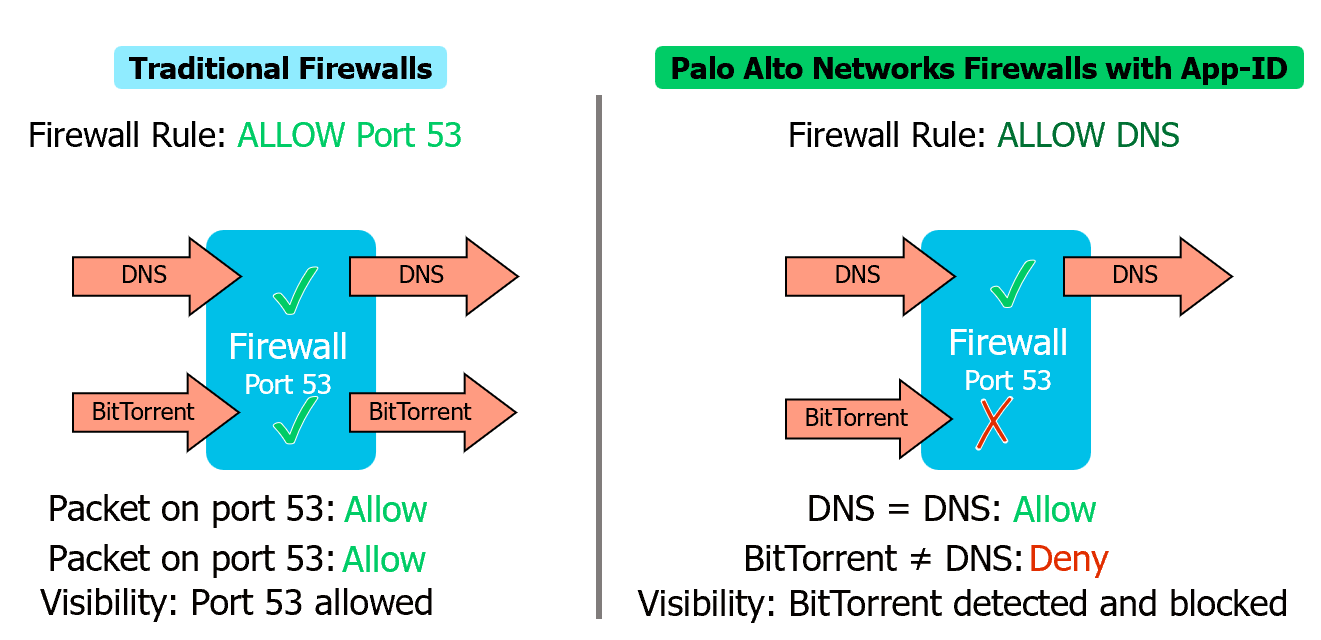 Traditional Firewalls
Firewall Rule: ALLOW Port 53
DNS
DNS
Firewall
Port 53
BitTorrent
BitTorrent
Packet on port 53: Allow
Packet on port 53: Allow
Visibility: Port 53 allowed
Palo Alto Networks Firewalls with App-ID
Firewall Rule: ALLOW DNS
DNS
DNS
Firewall
Port 53
BitTorrent
DNS = DNS: Allow
BitTorrent ≠ DNS: Deny
Visibility: BitTorrent detected and blocked